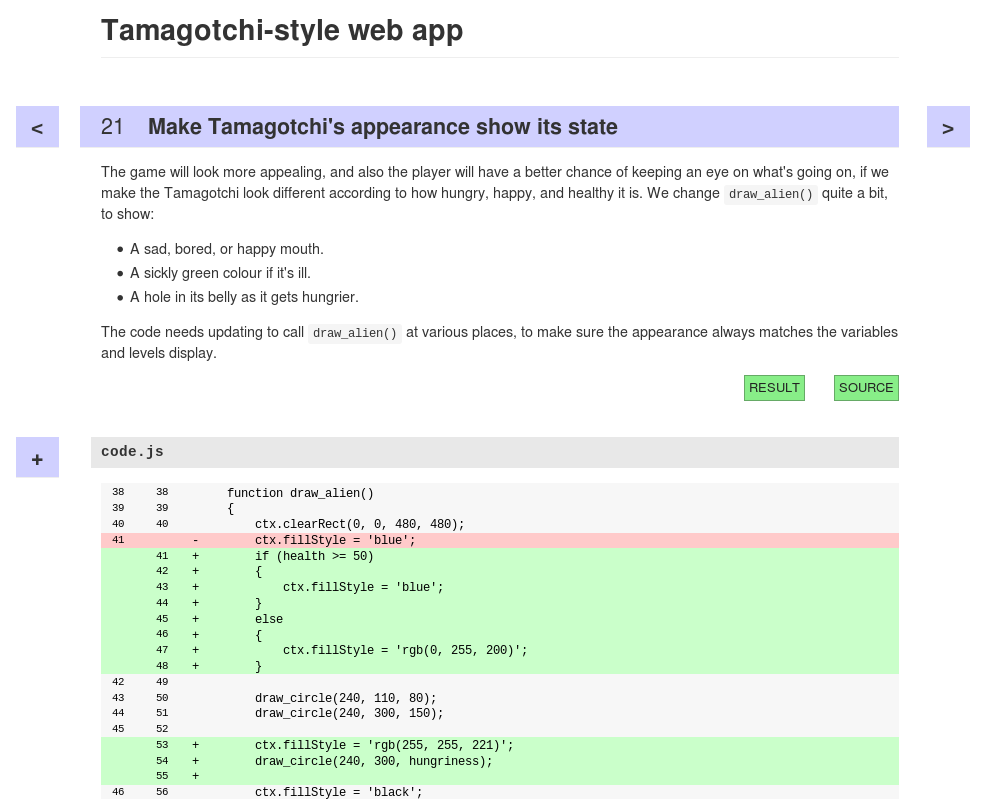 Tamagotchi-style web app
<
21 Make Tamagotchi's appearance show its state
>
The game will look more appealing, and also the player will have a better chance of keeping an eye on what's going on, if we
make the Tamagotchi look different according to how hungry, happy, and healthy it is. We change draw_alien() quite a bit,
to show:
• A sad, bored, or happy mouth.
• A sickly green colour if it's ill.
• A hole in its belly as it gets hungrier.
The code needs updating to call draw_alien() at various places, to make sure the appearance always matches the variables
and levels display.
RESULT SOURCE
+
code.js
38 38 function draw_alien()
39 39 {
40 40     ctx.clearRect(0, 0, 480, 480);
41 -     ctx.fillStyle = 'blue';
41 +     if (health >= 50)
42 +     {
43 +         ctx.fillStyle = 'blue';
44 +     }
45 +     else
46 +     {
47 +         ctx.fillStyle = 'rgb(0, 255, 200)';
48 +     }
42 49
43 50     draw_circle(240, 110, 80);
44 51     draw_circle(240, 300, 150);
45 52
53 +     ctx.fillStyle = 'rgb(255, 255, 221)';
54 +     draw_circle(240, 300, hungriness);
55 +
46 56     ctx.fillStyle = 'black';